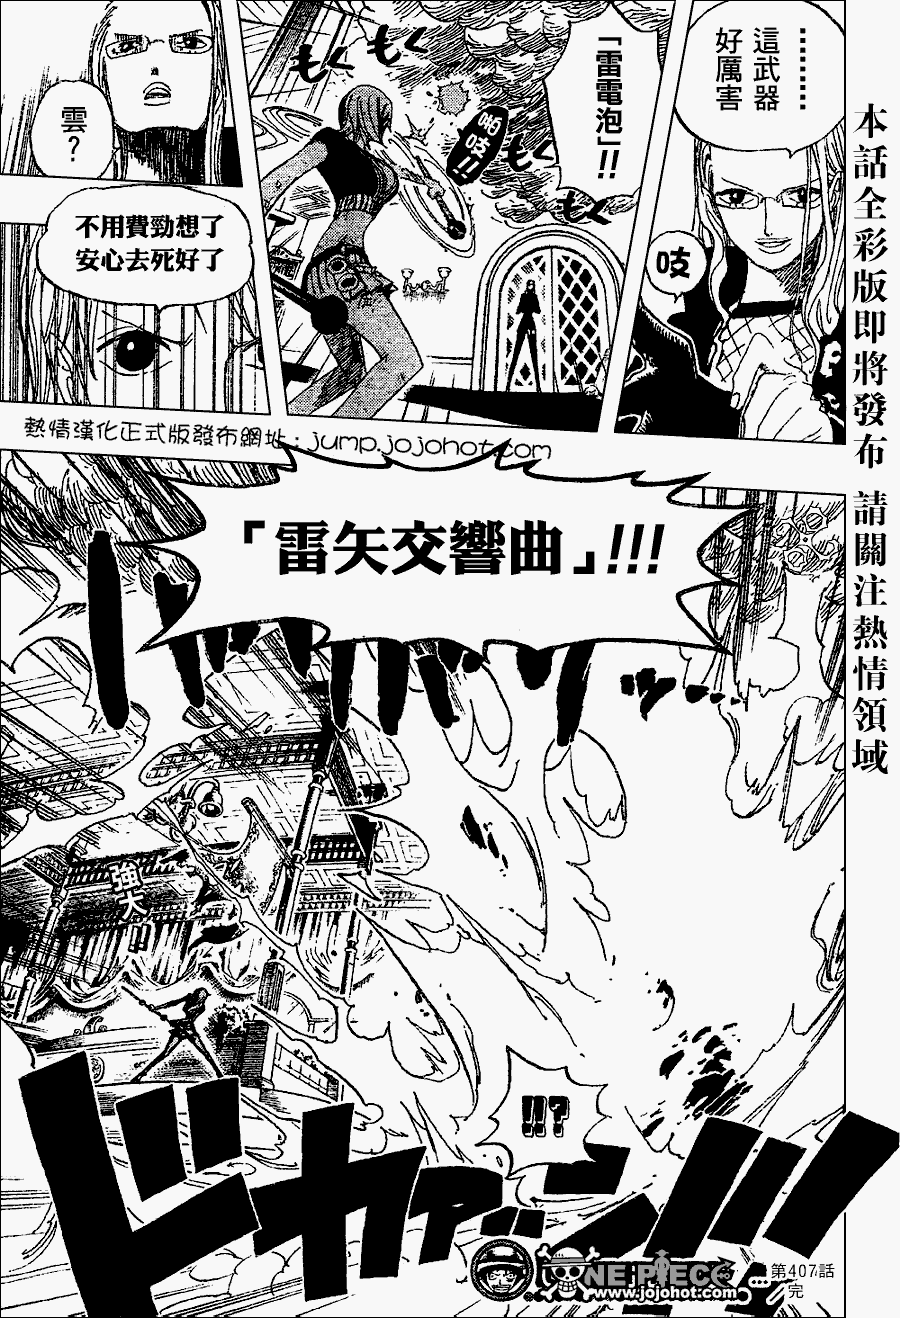 ………
這武器
好厲害
吱
「雷電泡」!!
啪
吱
!!
もく
もく
もく
もく
雲？
不用費勁想了
安心去死好了
熱情漢化正式版發布網址：jump.jojohot.com
「雷矢交響曲」!!!
強大!!
!!?
ドカァン
本話全彩版即將發布 請關注熱情領域
ONE PIECE
www.jojohot.com
…第407話
完